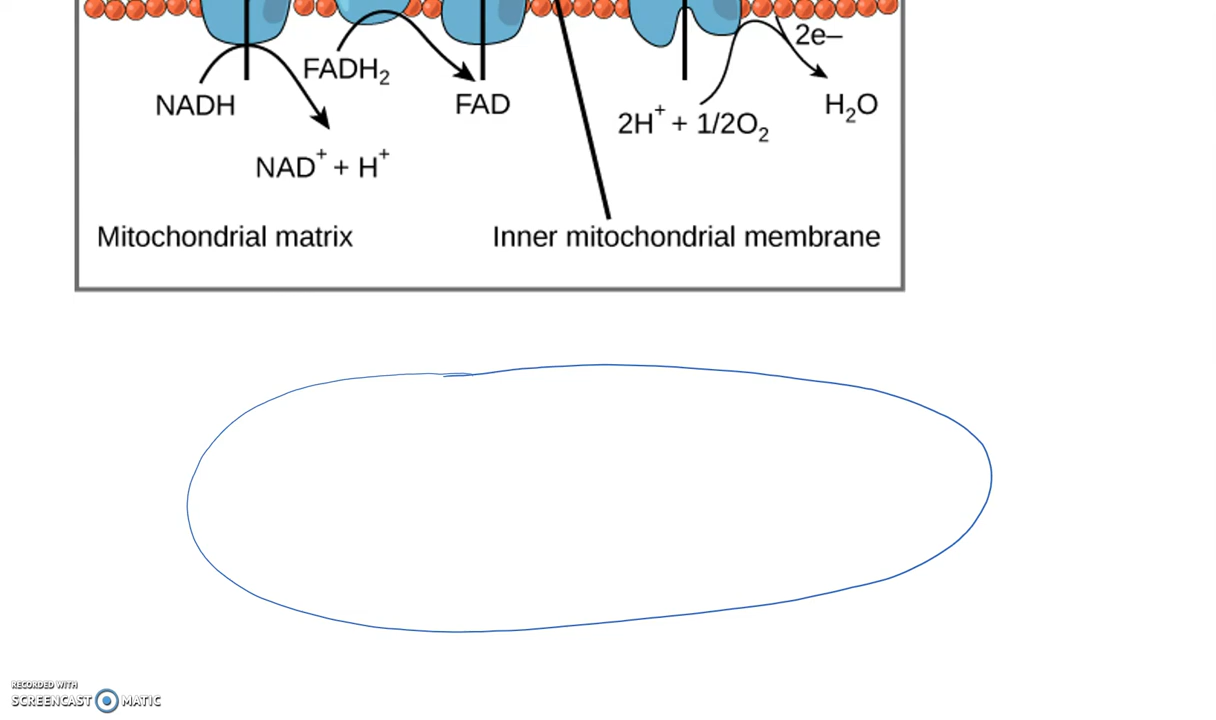 2e–
FADH₂
NADH
FAD
H₂O
2H⁺ + 1/2O₂
NAD⁺ + H⁺
Mitochondrial matrix
Inner mitochondrial membrane
RECORDED WITH
SCREENCAST MATIC